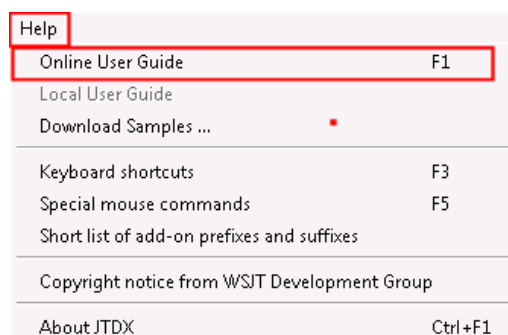 Help
Online User Guide F1
Local User Guide
Download Samples ...
Keyboard shortcuts F3
Special mouse commands F5
Short list of add-on prefixes and suffixes
Copyright notice from WSJT Development Group
About JTDX Ctrl+F1